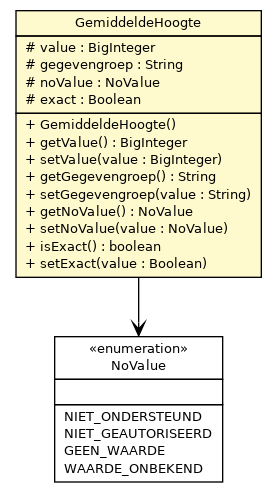 GemiddeldeHoogte
# value : BigInteger
# gegevengroep : String
# noValue : NoValue
# exact : Boolean
+ GemiddeldeHoogte()
+ getValue() : BigInteger
+ setValue(value : BigInteger)
+ getGegevengroep() : String
+ setGegevengroep(value : String)
+ getNoValue() : NoValue
+ setNoValue(value : NoValue)
+ isExact() : boolean
+ setExact(value : Boolean)
«enumeration»
NoValue
NIET_ONDERSTEUND
NIET_GEAUTORISEERD
GEEN_WAARDE
WAARDE_ONBEKEND